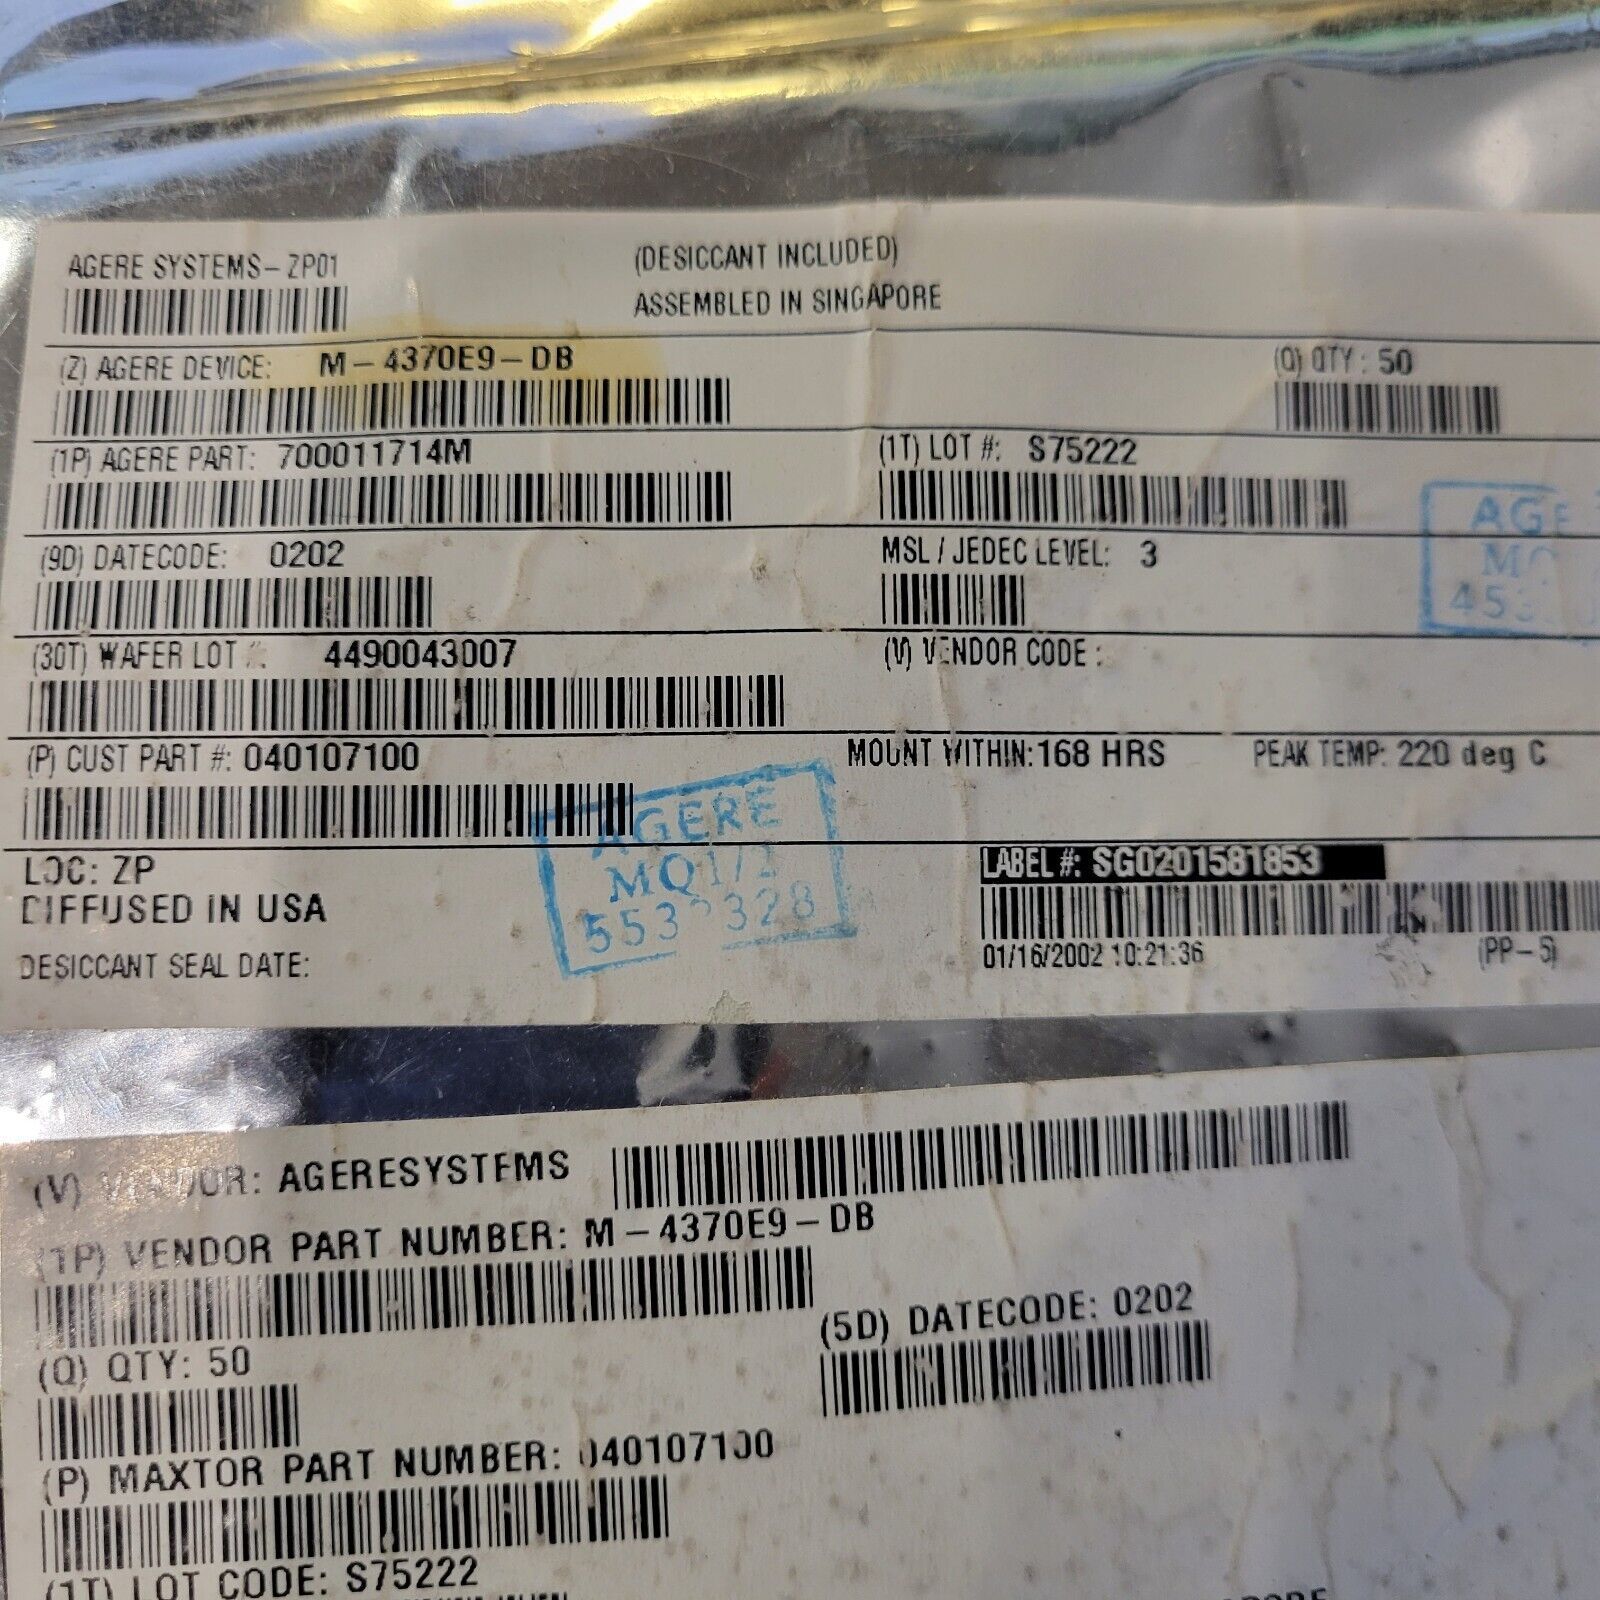 AGERE SYSTEMS-ZP01
(DESICCANT INCLUDED)
ASSEMBLED IN SINGAPORE
(Z) AGERE DEVICE: M-4370E9-DB
(Q) QTY: 50
(1P) AGERE PART: 700011714M
(1T) LOT #: S75222
(9D) DATECODE: 0202
MSL / JEDEC LEVEL: 3
(30T) WAFER LOT #: 4490043007
(V) VENDOR CODE:
(P) CUST PART #: 040107100
MOUNT WITHIN: 168 HRS PEAK TEMP: 220 deg C
AGERE
MQ1/2
LOC: ZP
DIFFUSED IN USA
DESICCANT SEAL DATE:
LABEL #: SG0201581853
01/16/2002 10:21:36 (PP-5)
(V) VENDOR: AGERESYSTEMS
(1P) VENDOR PART NUMBER: M-4370E9-DB
(Q) QTY: 50
(5D) DATECODE: 0202
(P) MAXTOR PART NUMBER: 040107100
(1T) LOT CODE: S75222